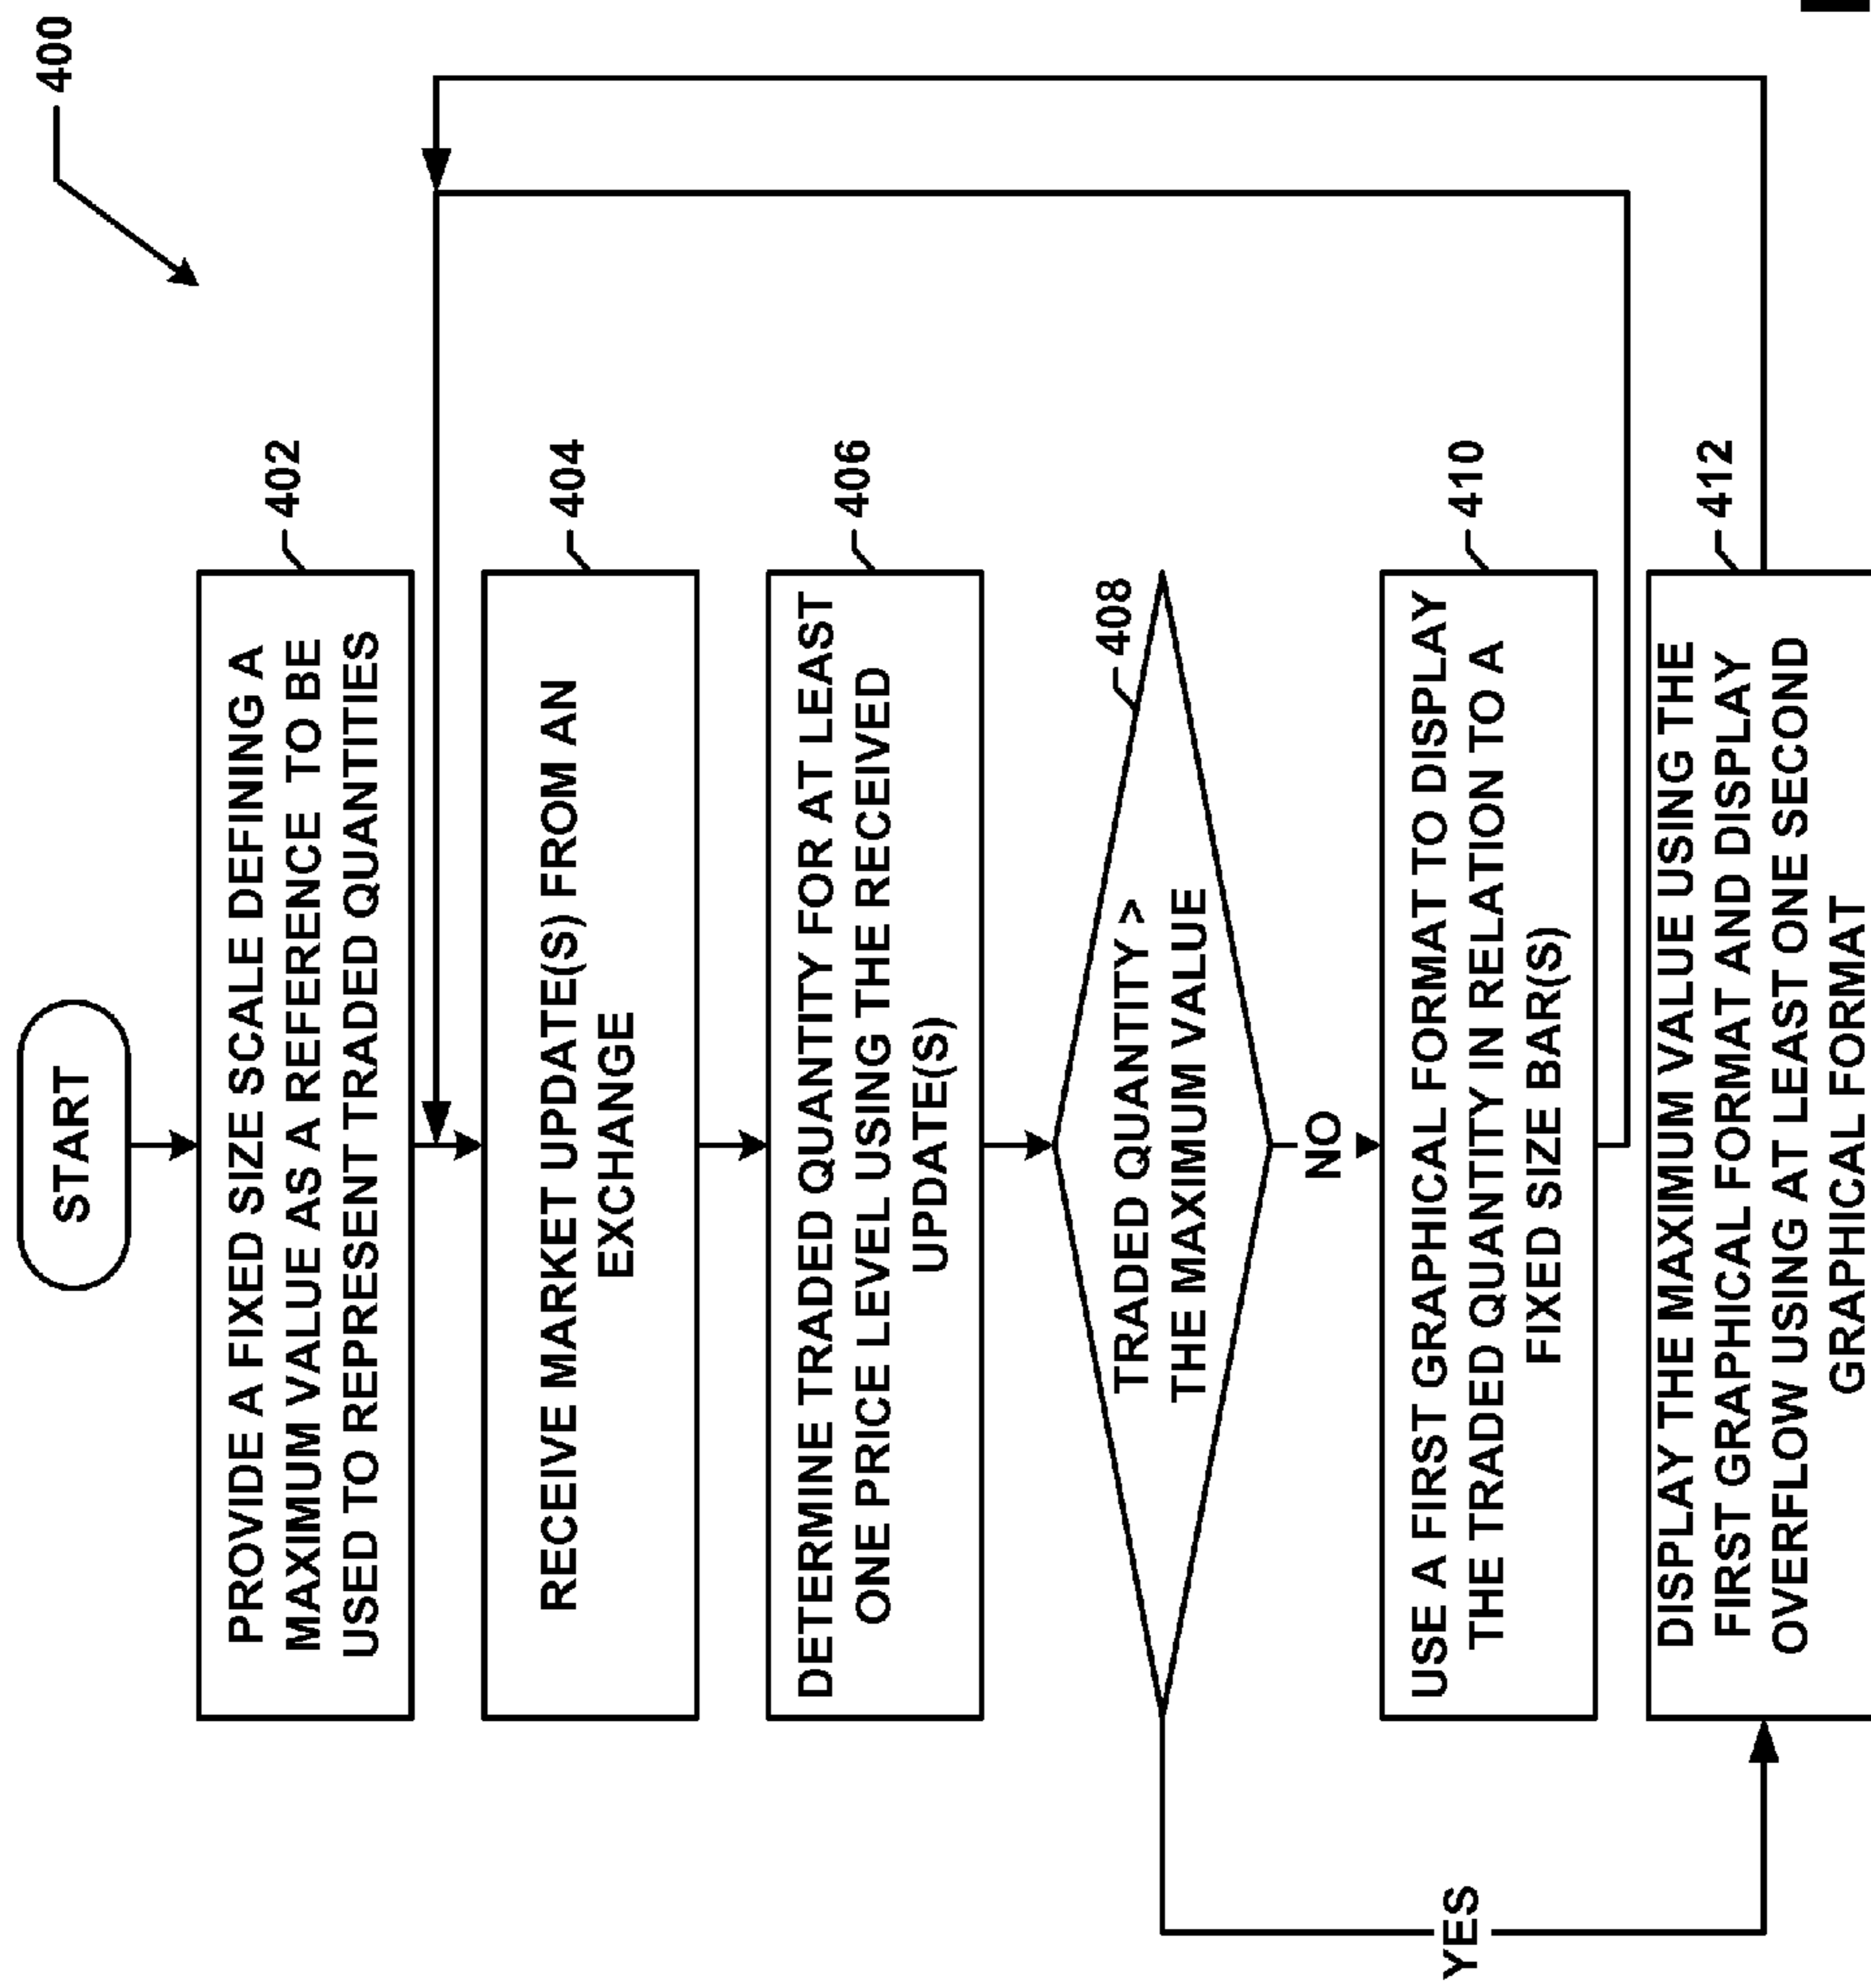 400
START
PROVIDE A FIXED SIZE SCALE DEFINING A
MAXIMUM VALUE AS A REFERENCE TO BE
USED TO REPRESENT TRADED QUANTITIES
402
RECEIVE MARKET UPDATE(S) FROM AN
EXCHANGE
404
DETERMINE TRADED QUANTITY FOR AT LEAST
ONE PRICE LEVEL USING THE RECEIVED
UPDATE(S)
406
408
TRADED QUANTITY >
THE MAXIMUM VALUE
NO
USE A FIRST GRAPHICAL FORMAT TO DISPLAY
THE TRADED QUANTITY IN RELATION TO A
FIXED SIZE BAR(S)
410
YES
DISPLAY THE MAXIMUM VALUE USING THE
FIRST GRAPHICAL FORMAT AND DISPLAY
OVERFLOW USING AT LEAST ONE SECOND
GRAPHICAL FORMAT
412